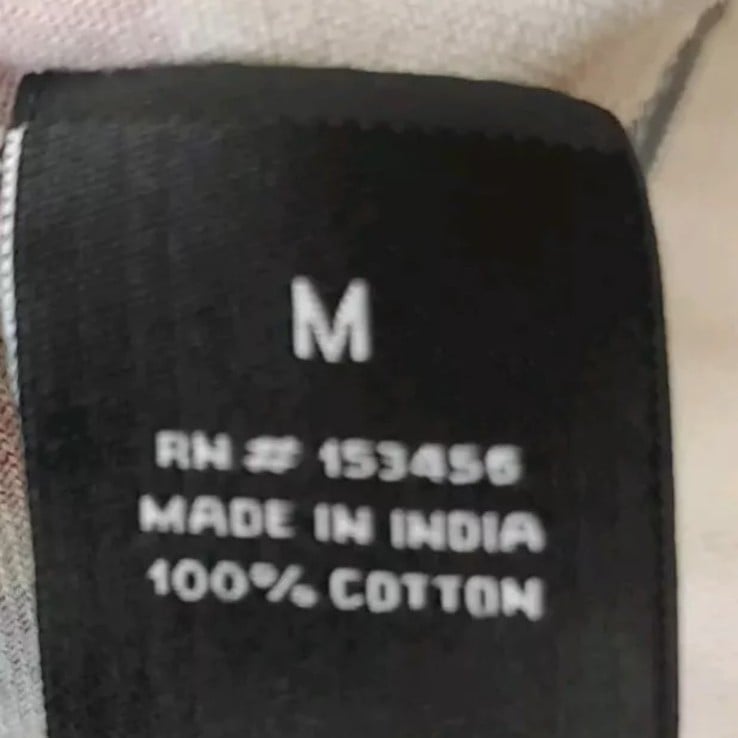 M
RN # 153456
MADE IN INDIA
100% COTTON